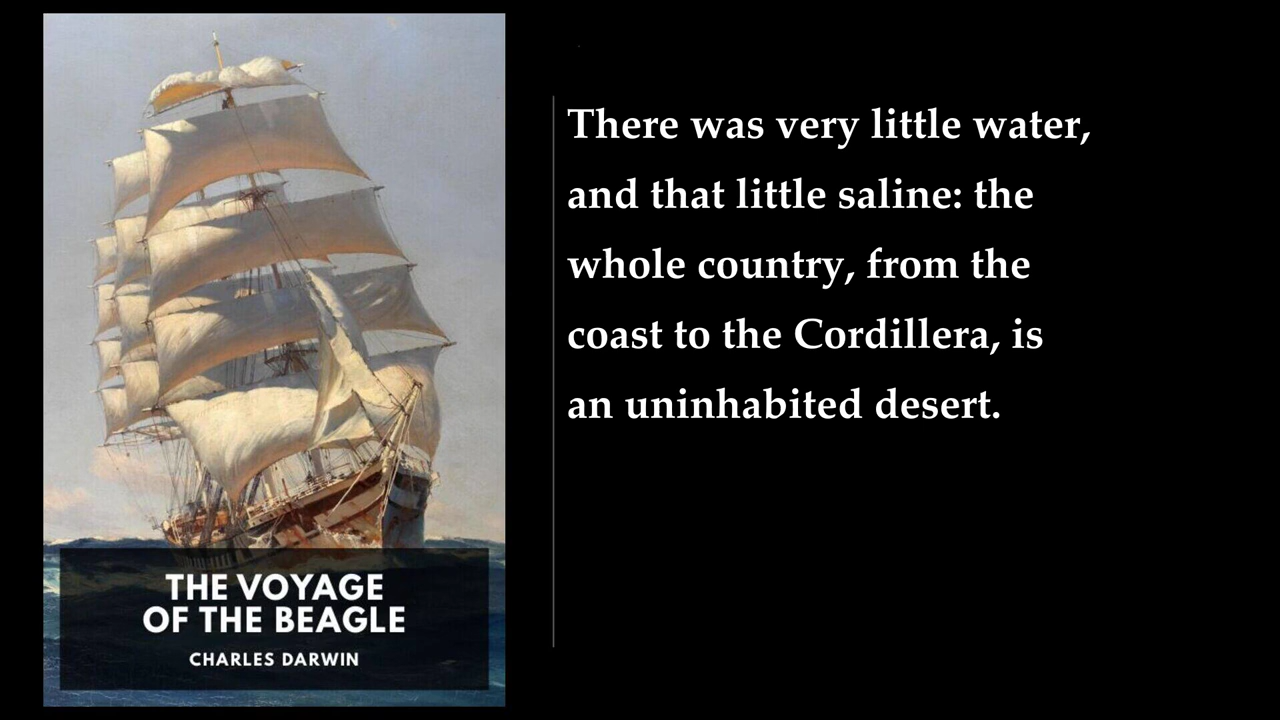 THE VOYAGE
OF THE BEAGLE
CHARLES DARWIN
There was very little water,
and that little saline: the
whole country, from the
coast to the Cordillera, is
an uninhabited desert.